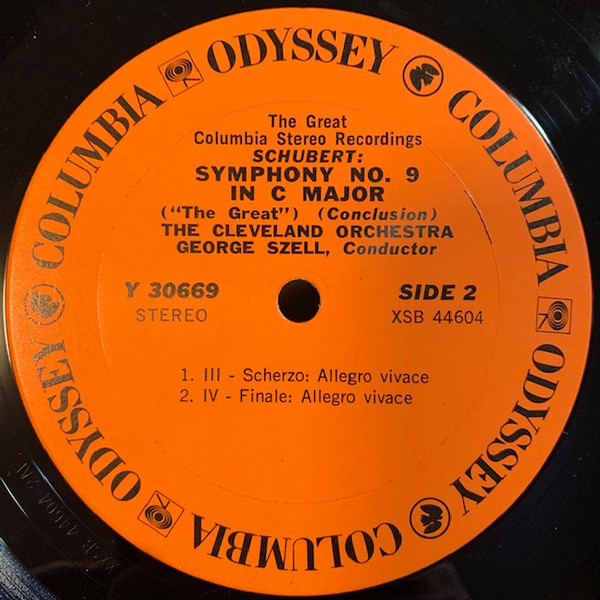 ODYSSEY
COLUMBIA
ODYSSEY
COLUMBIA
ODYSSEY
COLUMBIA
The Great
Columbia Stereo Recordings
SCHUBERT:
SYMPHONY NO. 9
IN C MAJOR
("The Great") (Conclusion)
THE CLEVELAND ORCHESTRA
GEORGE SZELL, Conductor
Y 30669 SIDE 2
STEREO XSB 44604
1. III - Scherzo: Allegro vivace
2. IV - Finale: Allegro vivace